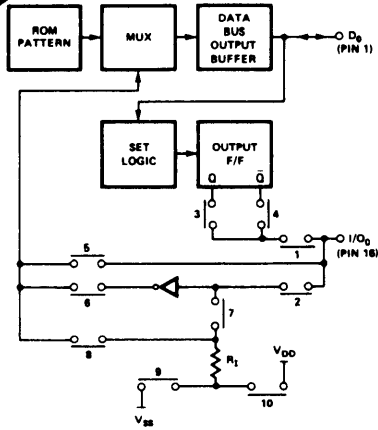 ROM
PATTERN
MUX
DATA
BUS
OUTPUT
BUFFER
D0
(PIN 1)
SET
LOGIC
OUTPUT
F/F
Q
Q̅
3
4
1
I/O0
(PIN 16)
5
6
2
7
8
RI
9
10
VDD
VSS